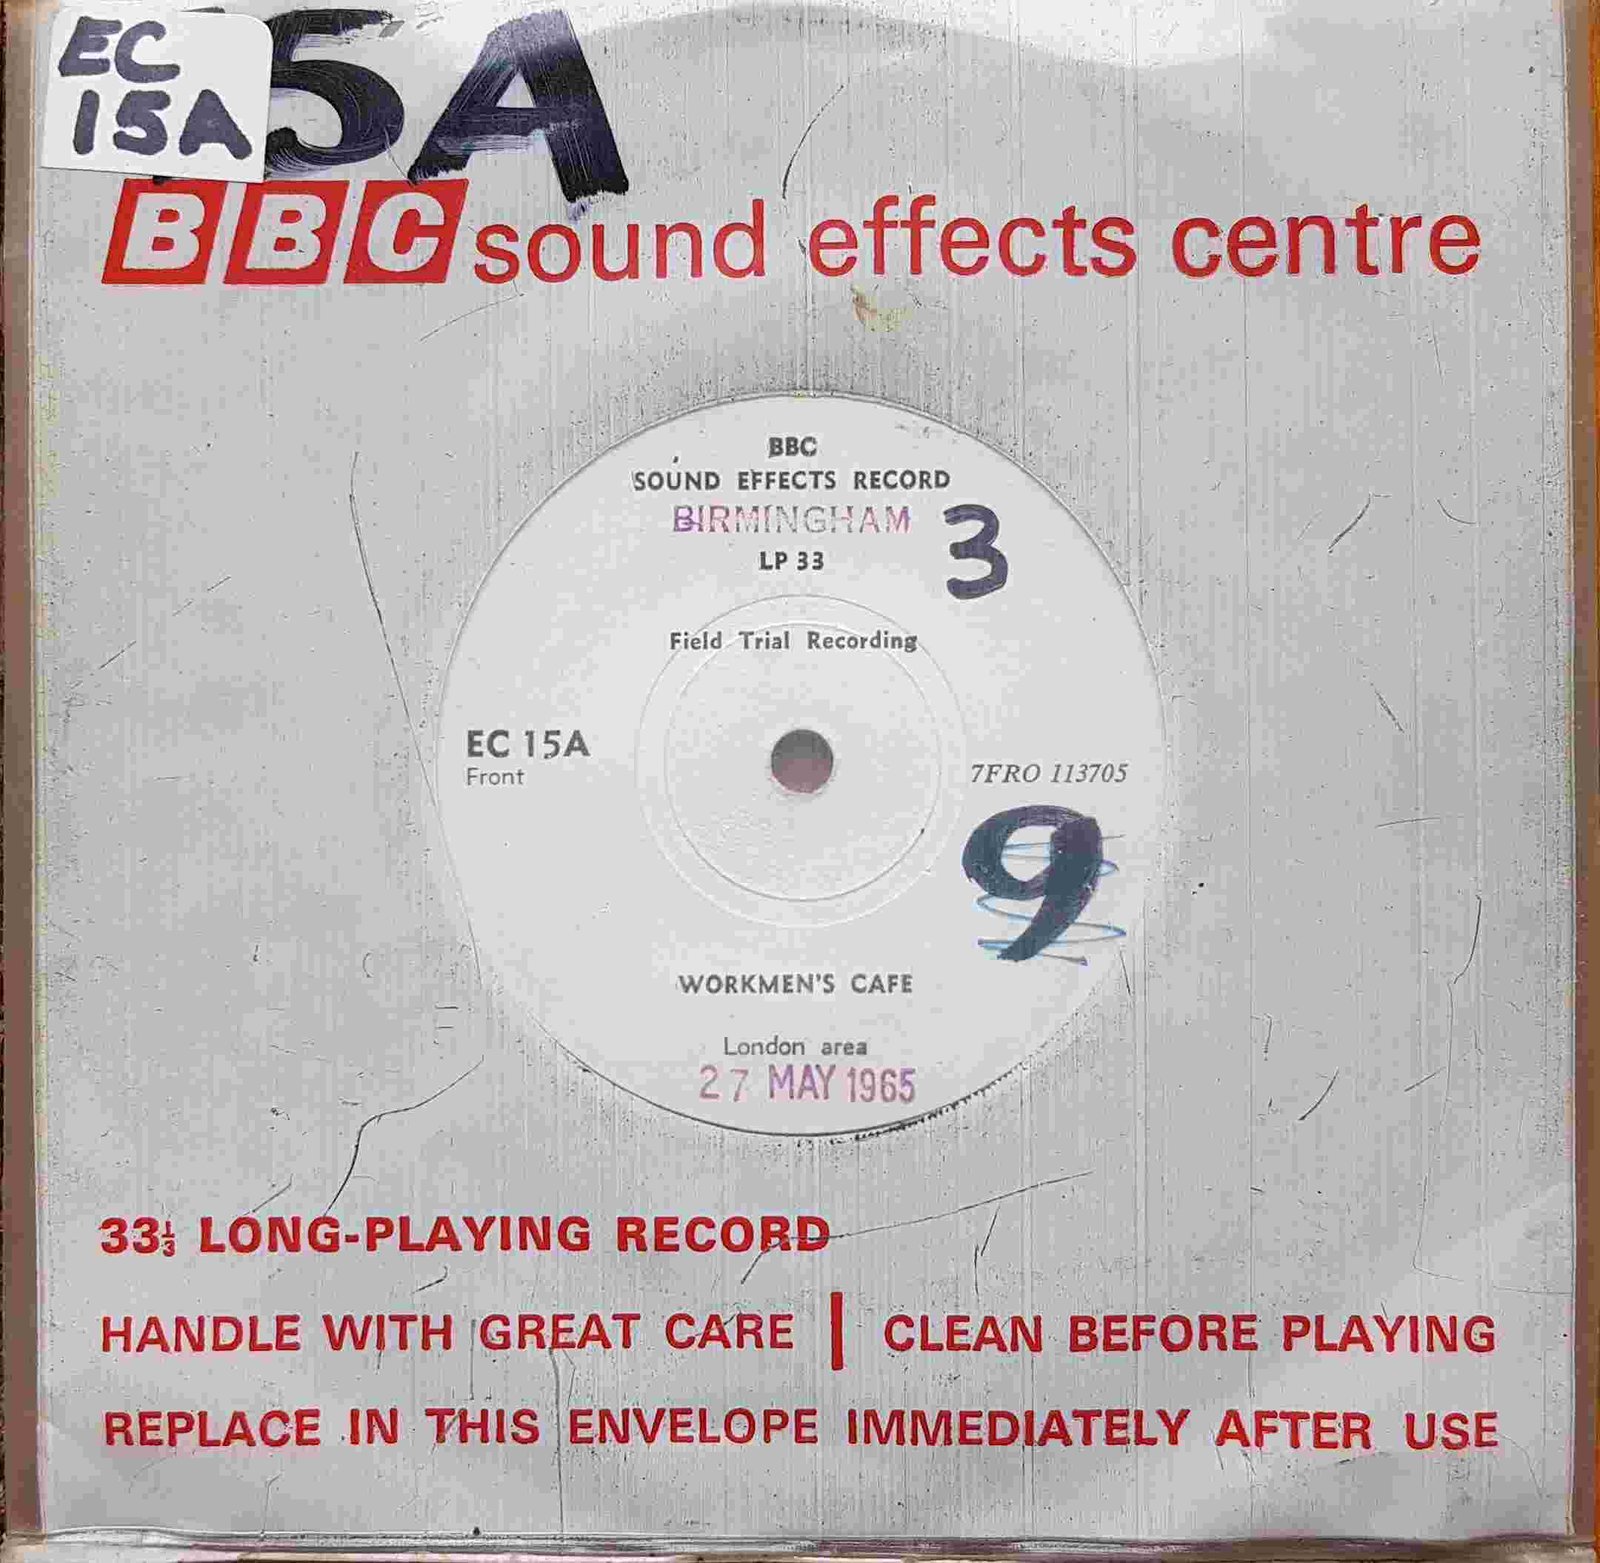 EC
15A
5A
BBC sound effects centre
BBC
SOUND EFFECTS RECORD
BIRMINGHAM
3
LP 33
Field Trial Recording
EC 15A
Front
7FRO 113705
9
WORKMEN'S CAFE
London area
27 MAY 1965
33⅓ LONG-PLAYING RECORD
HANDLE WITH GREAT CARE | CLEAN BEFORE PLAYING
REPLACE IN THIS ENVELOPE IMMEDIATELY AFTER USE